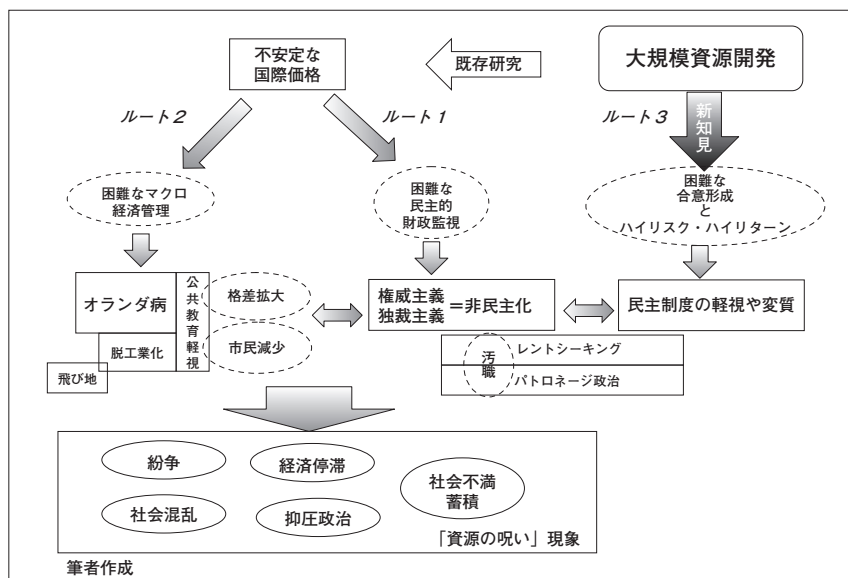 不安定な
国際価格
既存研究
大規模資源開発
ルート2
ルート1
ルート3
新知見
困難なマクロ
経済管理
困難な
民主的
財政監視
困難な
合意形成
と
ハイリスク・ハイリターン
オランダ病
公共教育軽視
格差拡大
市民減少
脱工業化
飛び地
権威主義
独裁主義
=非民主化
民主制度の軽視や変質
汚職
レントシーキング
パトロネージ政治
紛争
経済停滞
社会不満
蓄積
社会混乱
抑圧政治
「資源の呪い」現象
筆者作成